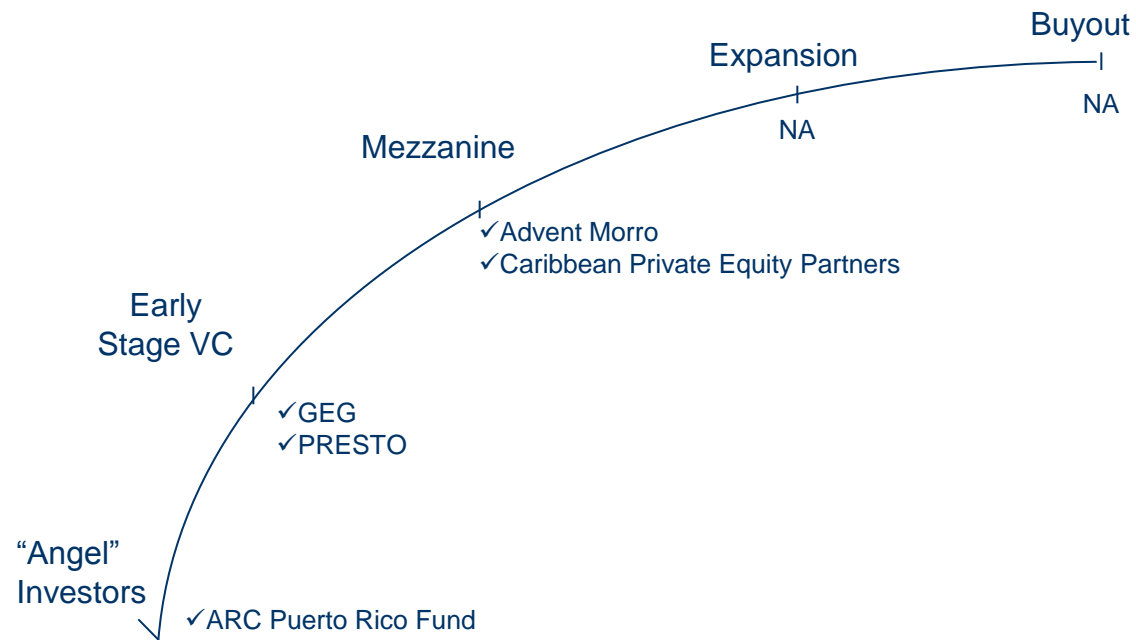 Buyout
NA
Expansion
NA
Mezzanine
✓Advent Morro
✓Caribbean Private Equity Partners
Early
Stage VC
✓GEG
✓PRESTO
“Angel”
Investors
✓ARC Puerto Rico Fund